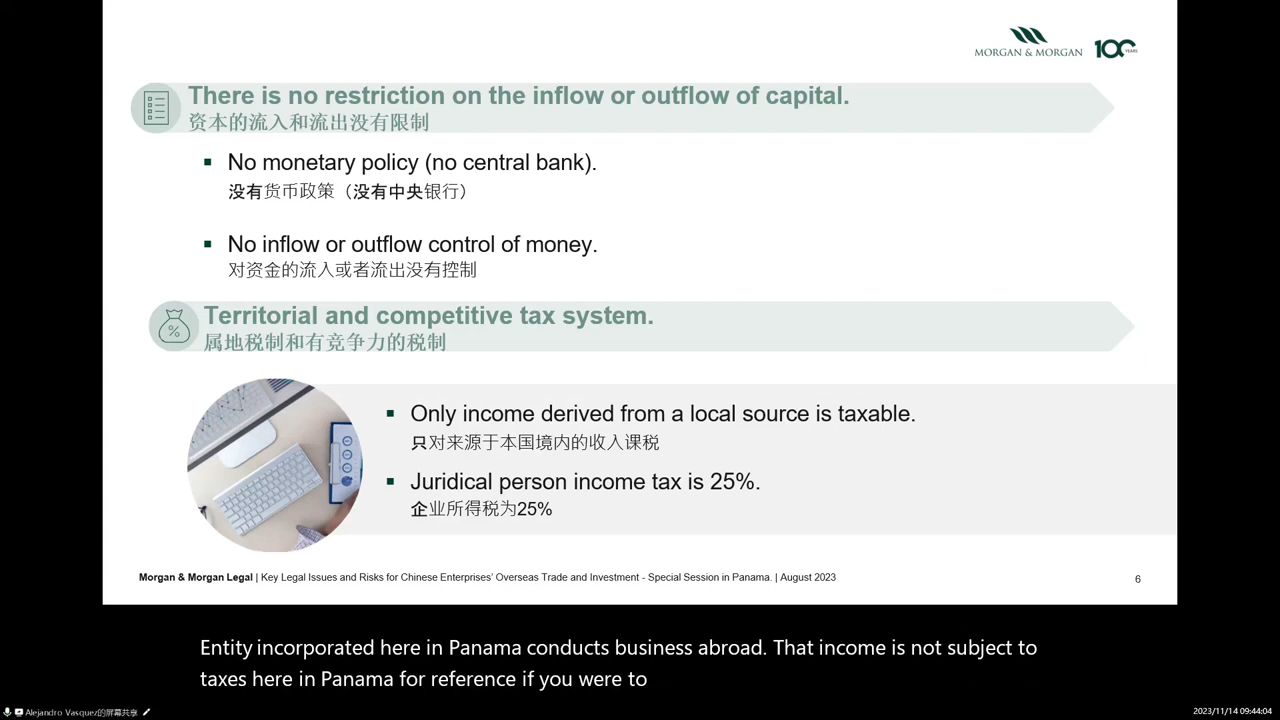 MORGAN & MORGAN 100 YEARS
There is no restriction on the inflow or outflow of capital.
资本的流入和流出没有限制
▪ No monetary policy (no central bank).
没有货币政策（没有中央银行）
▪ No inflow or outflow control of money.
对资金的流入或者流出没有控制
%
Territorial and competitive tax system.
属地税制和有竞争力的税制
▪ Only income derived from a local source is taxable.
只对来源于本国境内的收入课税
▪ Juridical person income tax is 25%.
企业所得税为25%
Morgan & Morgan Legal | Key Legal Issues and Risks for Chinese Enterprises' Overseas Trade and Investment - Special Session in Panama. | August 2023
6
Entity incorporated here in Panama conducts business abroad. That income is not subject to
taxes here in Panama for reference if you were to
Alejandro Vasquez的屏幕共享
2023/11/14 09:44:04